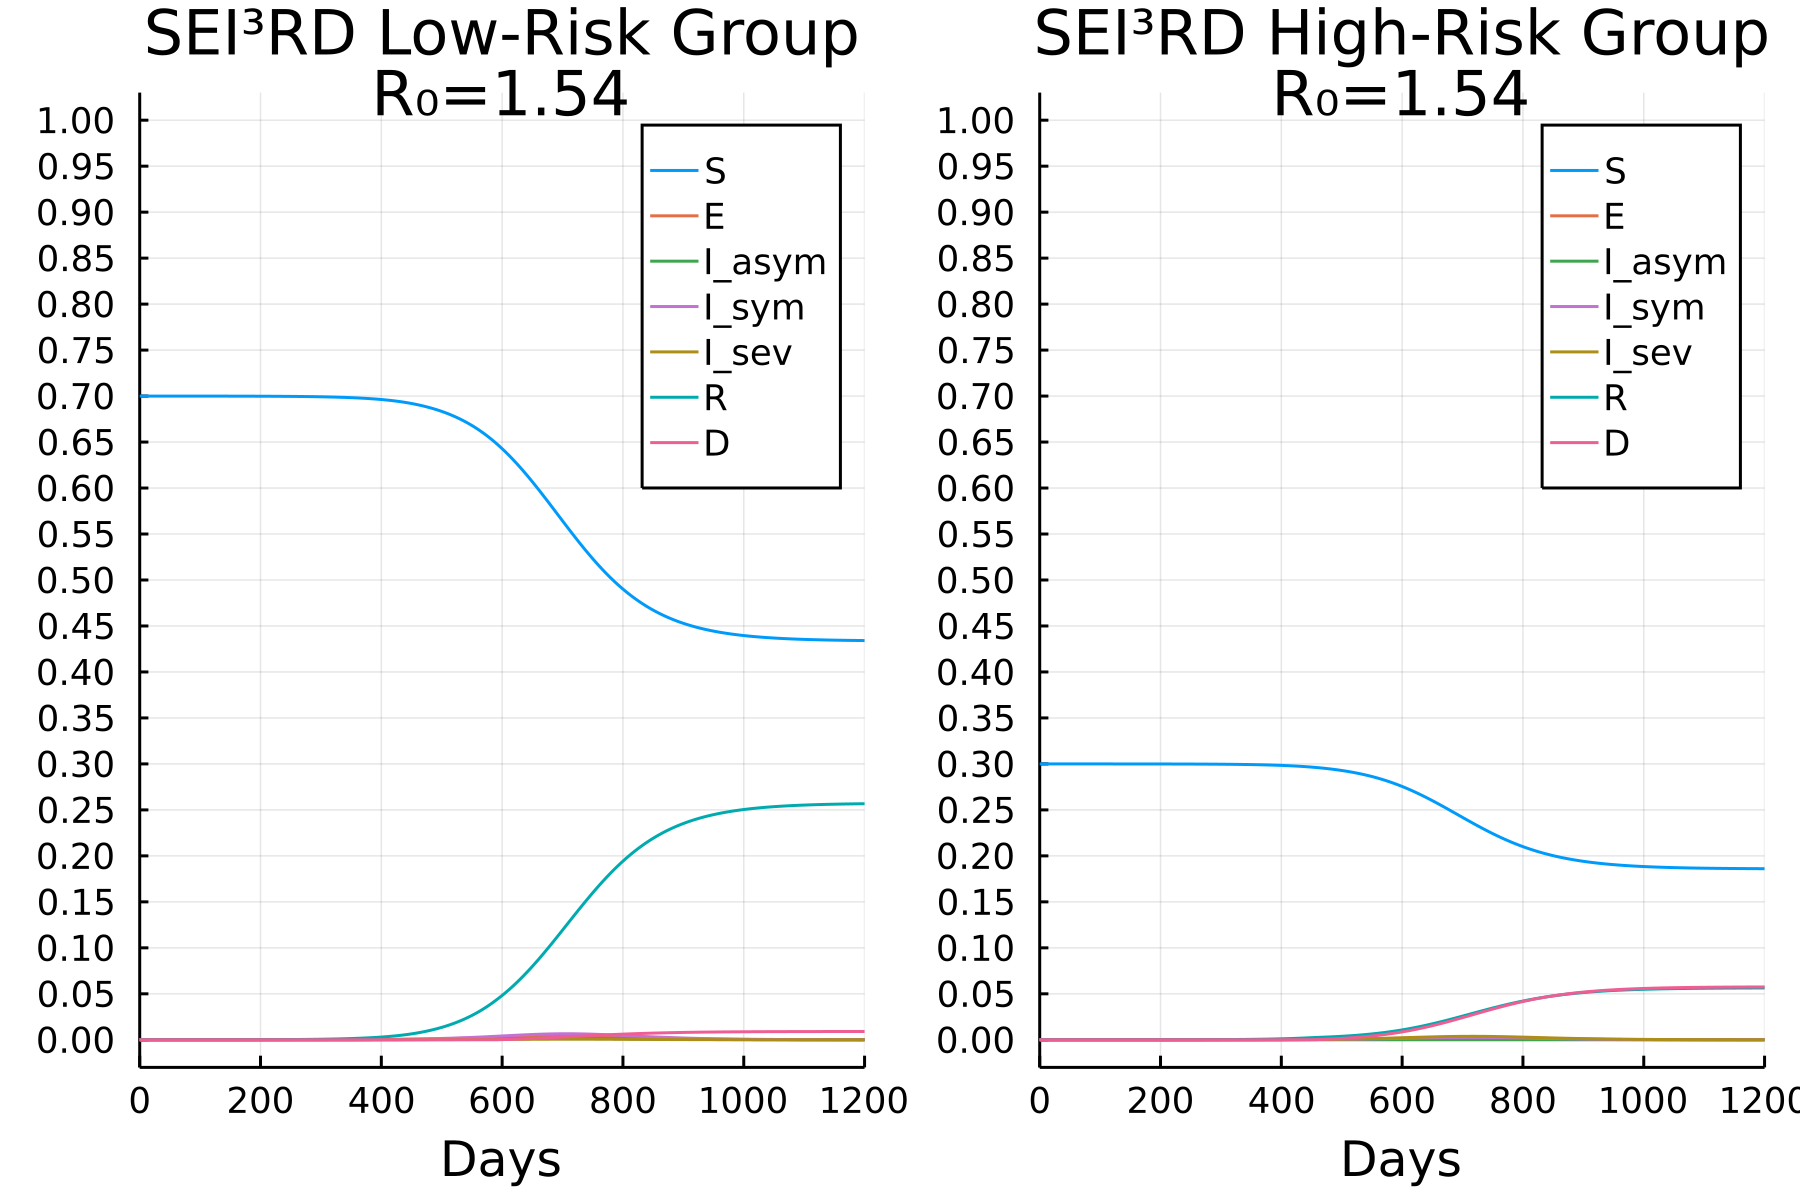 SEI³RD Low-Risk Group
R₀=1.54
1.00
0.95
0.90
0.85
0.80
0.75
0.70
0.65
0.60
0.55
0.50
0.45
0.40
0.35
0.30
0.25
0.20
0.15
0.10
0.05
0.00
S
E
I_asym
I_sym
I_sev
R
D
0 200 400 600 800 1000 1200
Days
SEI³RD High-Risk Group
R₀=1.54
1.00
0.95
0.90
0.85
0.80
0.75
0.70
0.65
0.60
0.55
0.50
0.45
0.40
0.35
0.30
0.25
0.20
0.15
0.10
0.05
0.00
S
E
I_asym
I_sym
I_sev
R
D
0 200 400 600 800 1000 1200
Days